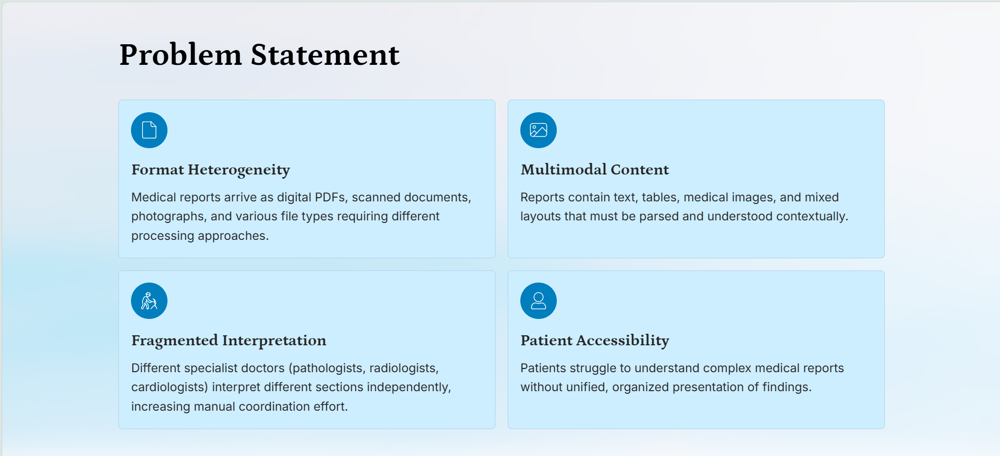 Problem Statement
Format Heterogeneity
Medical reports arrive as digital PDFs, scanned documents,
photographs, and various file types requiring different
processing approaches.
Multimodal Content
Reports contain text, tables, medical images, and mixed
layouts that must be parsed and understood contextually.
Fragmented Interpretation
Different specialist doctors (pathologists, radiologists,
cardiologists) interpret different sections independently,
increasing manual coordination effort.
Patient Accessibility
Patients struggle to understand complex medical reports
without unified, organized presentation of findings.